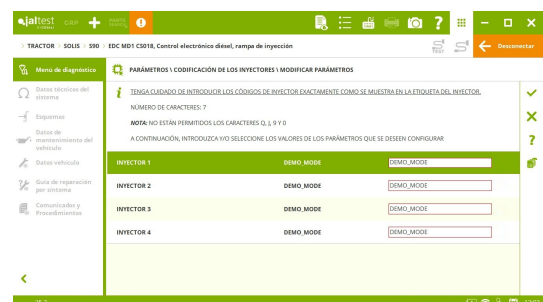 jaltest GRP
TRACTOR SOLIS S90 EDC MD1 CS018, Control electrónico diésel, rampa de inyección
TEST
Desconectar
Menú de diagnóstico
PARÁMETROS \ CODIFICACIÓN DE LOS INYECTORES \ MODIFICAR PARÁMETROS
Datos técnicos del
sistema
Esquemas
Datos de
mantenimiento del
vehículo
Datos vehículo
Guía de reparación
por síntoma
Comunicados y
Procedimientos
TENGA CUIDADO DE INTRODUCIR LOS CÓDIGOS DE INYECTOR EXACTAMENTE COMO SE MUESTRA EN LA ETIQUETA DEL INYECTOR.
NÚMERO DE CARACTERES: 7
NOTA: NO ESTÁN PERMITIDOS LOS CARACTERES Q, J, 9 Y 0
A CONTINUACIÓN, INTRODUZCA Y/O SELECCIONE LOS VALORES DE LOS PARÁMETROS QUE SE DESEEN CONFIGURAR
INYECTOR 1 DEMO_MODE DEMO_MODE
INYECTOR 2 DEMO_MODE DEMO_MODE
INYECTOR 3 DEMO_MODE DEMO_MODE
INYECTOR 4 DEMO_MODE DEMO_MODE